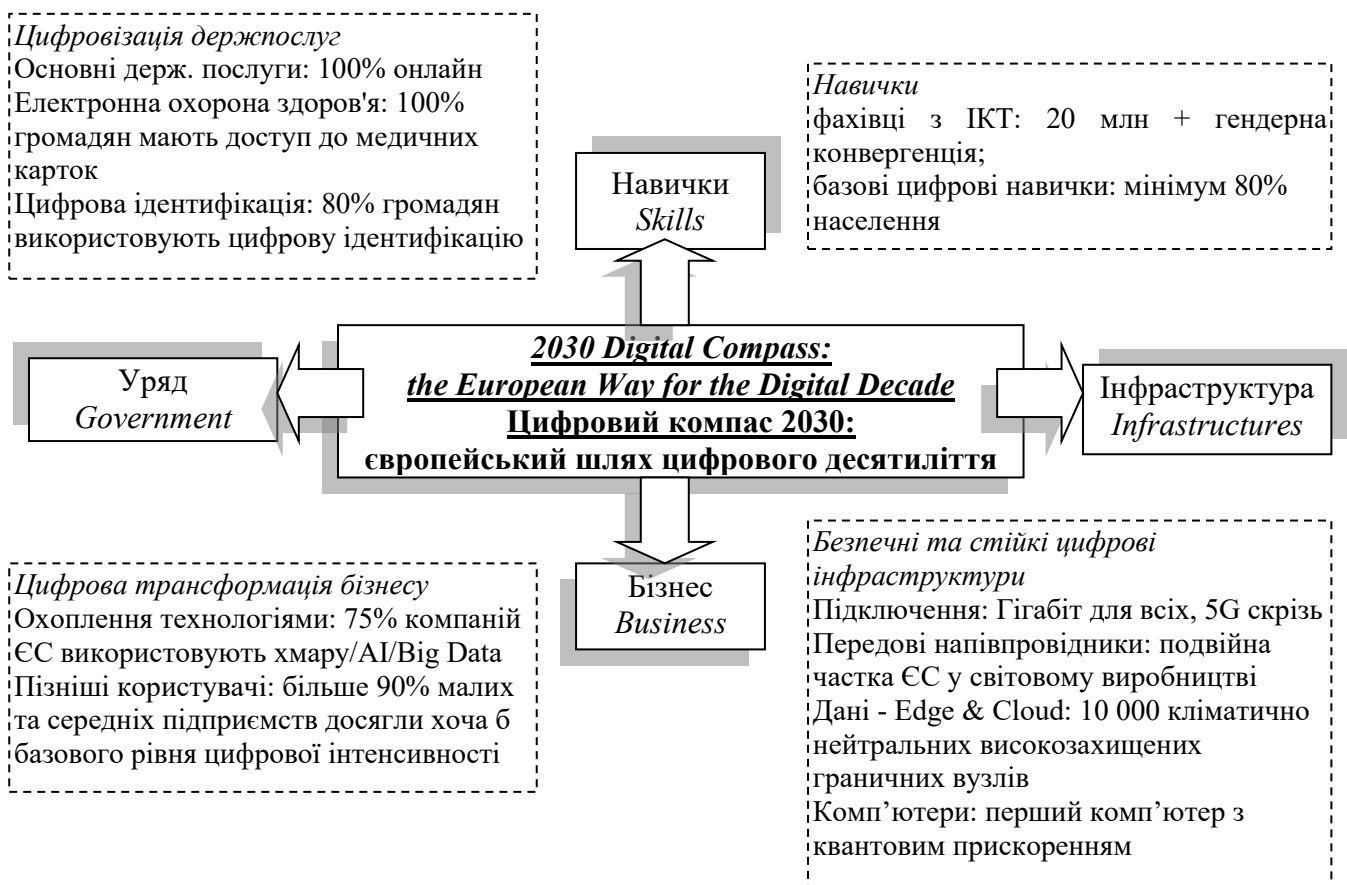 Цифровізація держпослуг
Основні держ. послуги: 100% онлайн
Електронна охорона здоров'я: 100%
громадян мають доступ до медичних
карток
Цифрова ідентифікація: 80% громадян
використовують цифрову ідентифікацію
Навички
Skills
Навички
фахівці з ІКТ: 20 млн + гендерна
конвергенція;
базові цифрові навички: мінімум 80%
населення
Уряд
Government
2030 Digital Compass:
the European Way for the Digital Decade
Цифровий компас 2030:
європейський шлях цифрового десятиліття
Інфраструктура
Infrastructures
Цифрова трансформація бізнесу
Охоплення технологіями: 75% компаній
ЄС використовують хмару/AI/Big Data
Пізніші користувачі: більше 90% малих
та середніх підприємств досягли хоча б
базового рівня цифрової інтенсивності
Бізнес
Business
Безпечні та стійкі цифрові
інфраструктури
Підключення: Гігабіт для всіх, 5G скрізь
Передові напівпровідники: подвійна
частка ЄС у світовому виробництві
Дані - Edge & Cloud: 10 000 кліматично
нейтральних високозахищених
граничних вузлів
Комп’ютери: перший комп’ютер з
квантовим прискоренням